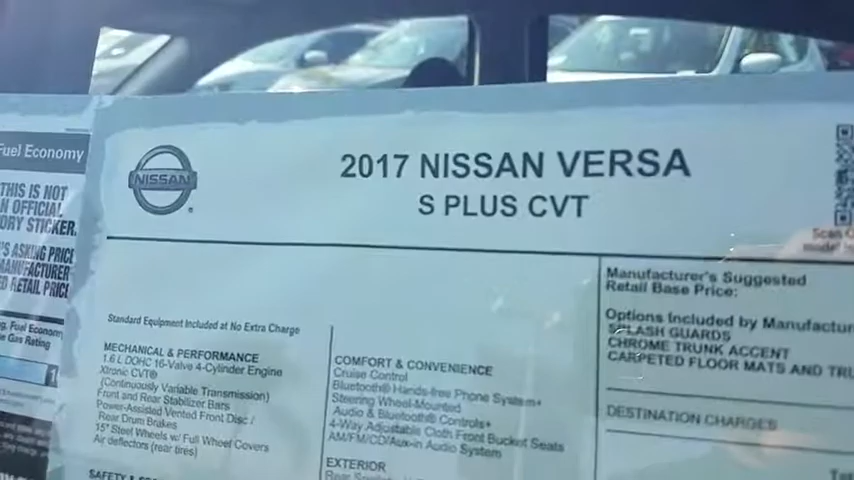 Fuel Economy
THIS IS NOT
AN OFFICIAL
STICKER.
ASKING PRICE
MANUFACTURER
RETAIL PRICE.
Fuel Economy
Gas Rating
1
NISSAN
2017 NISSAN VERSA
S PLUS CVT
Scan
Manufacturer's Suggested
Retail Base Price:
Options Included by
SPLASH GUARDS
CHROME TRUNK ACCENT
CARPETED FLOOR MATS AND
DESTINATION CHARGES
Standard Equipment Included at No Extra Charge
MECHANICAL & PERFORMANCE
1.6 L DOHC 16-Valve 4-Cylinder Engine
Xtronic CVT®
(Continuously Variable Transmission)
Front and Rear Stabilizer Bars
Power-Assisted Vented Front Disc /
Rear Drum Brakes
15" Steel Wheels w/ Full Wheel Covers
Air deflectors (rear tires)
COMFORT & CONVENIENCE
Cruise Control
Bluetooth® Hands-free Phone System+
Steering Wheel-Mounted
Audio & Bluetooth® Controls+
4-Way Adjustable Cloth Front Bucket Seats
AM/FM/CD/Aux-in Audio System
EXTERIOR